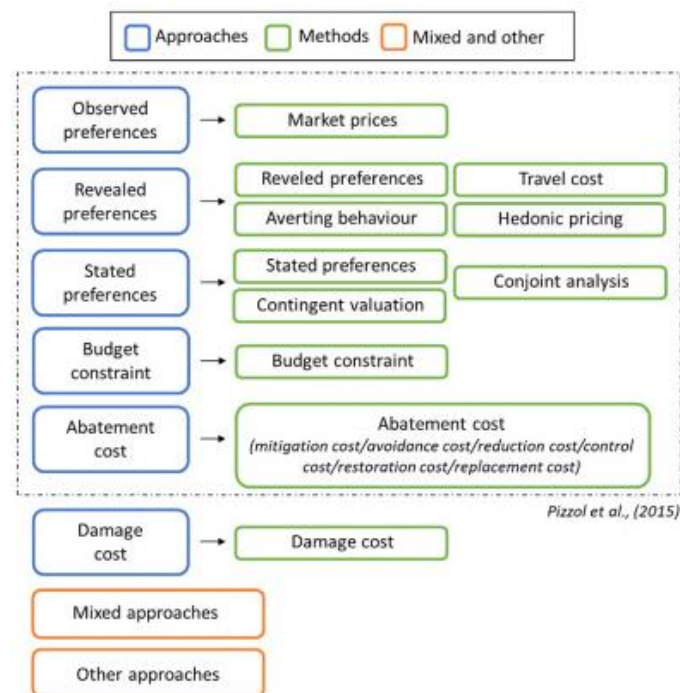 Approaches Methods Mixed and other
Observed
preferences
Market prices
Revealed
preferences
Reveled preferences
Travel cost
Averting behaviour
Hedonic pricing
Stated
preferences
Stated preferences
Conjoint analysis
Contingent valuation
Budget
constraint
Budget constraint
Abatement
cost
Abatement cost
(mitigation cost/avoidance cost/reduction cost/control
cost/restoration cost/replacement cost)
Pizzol et al., (2015)
Damage
cost
Damage cost
Mixed approaches
Other approaches